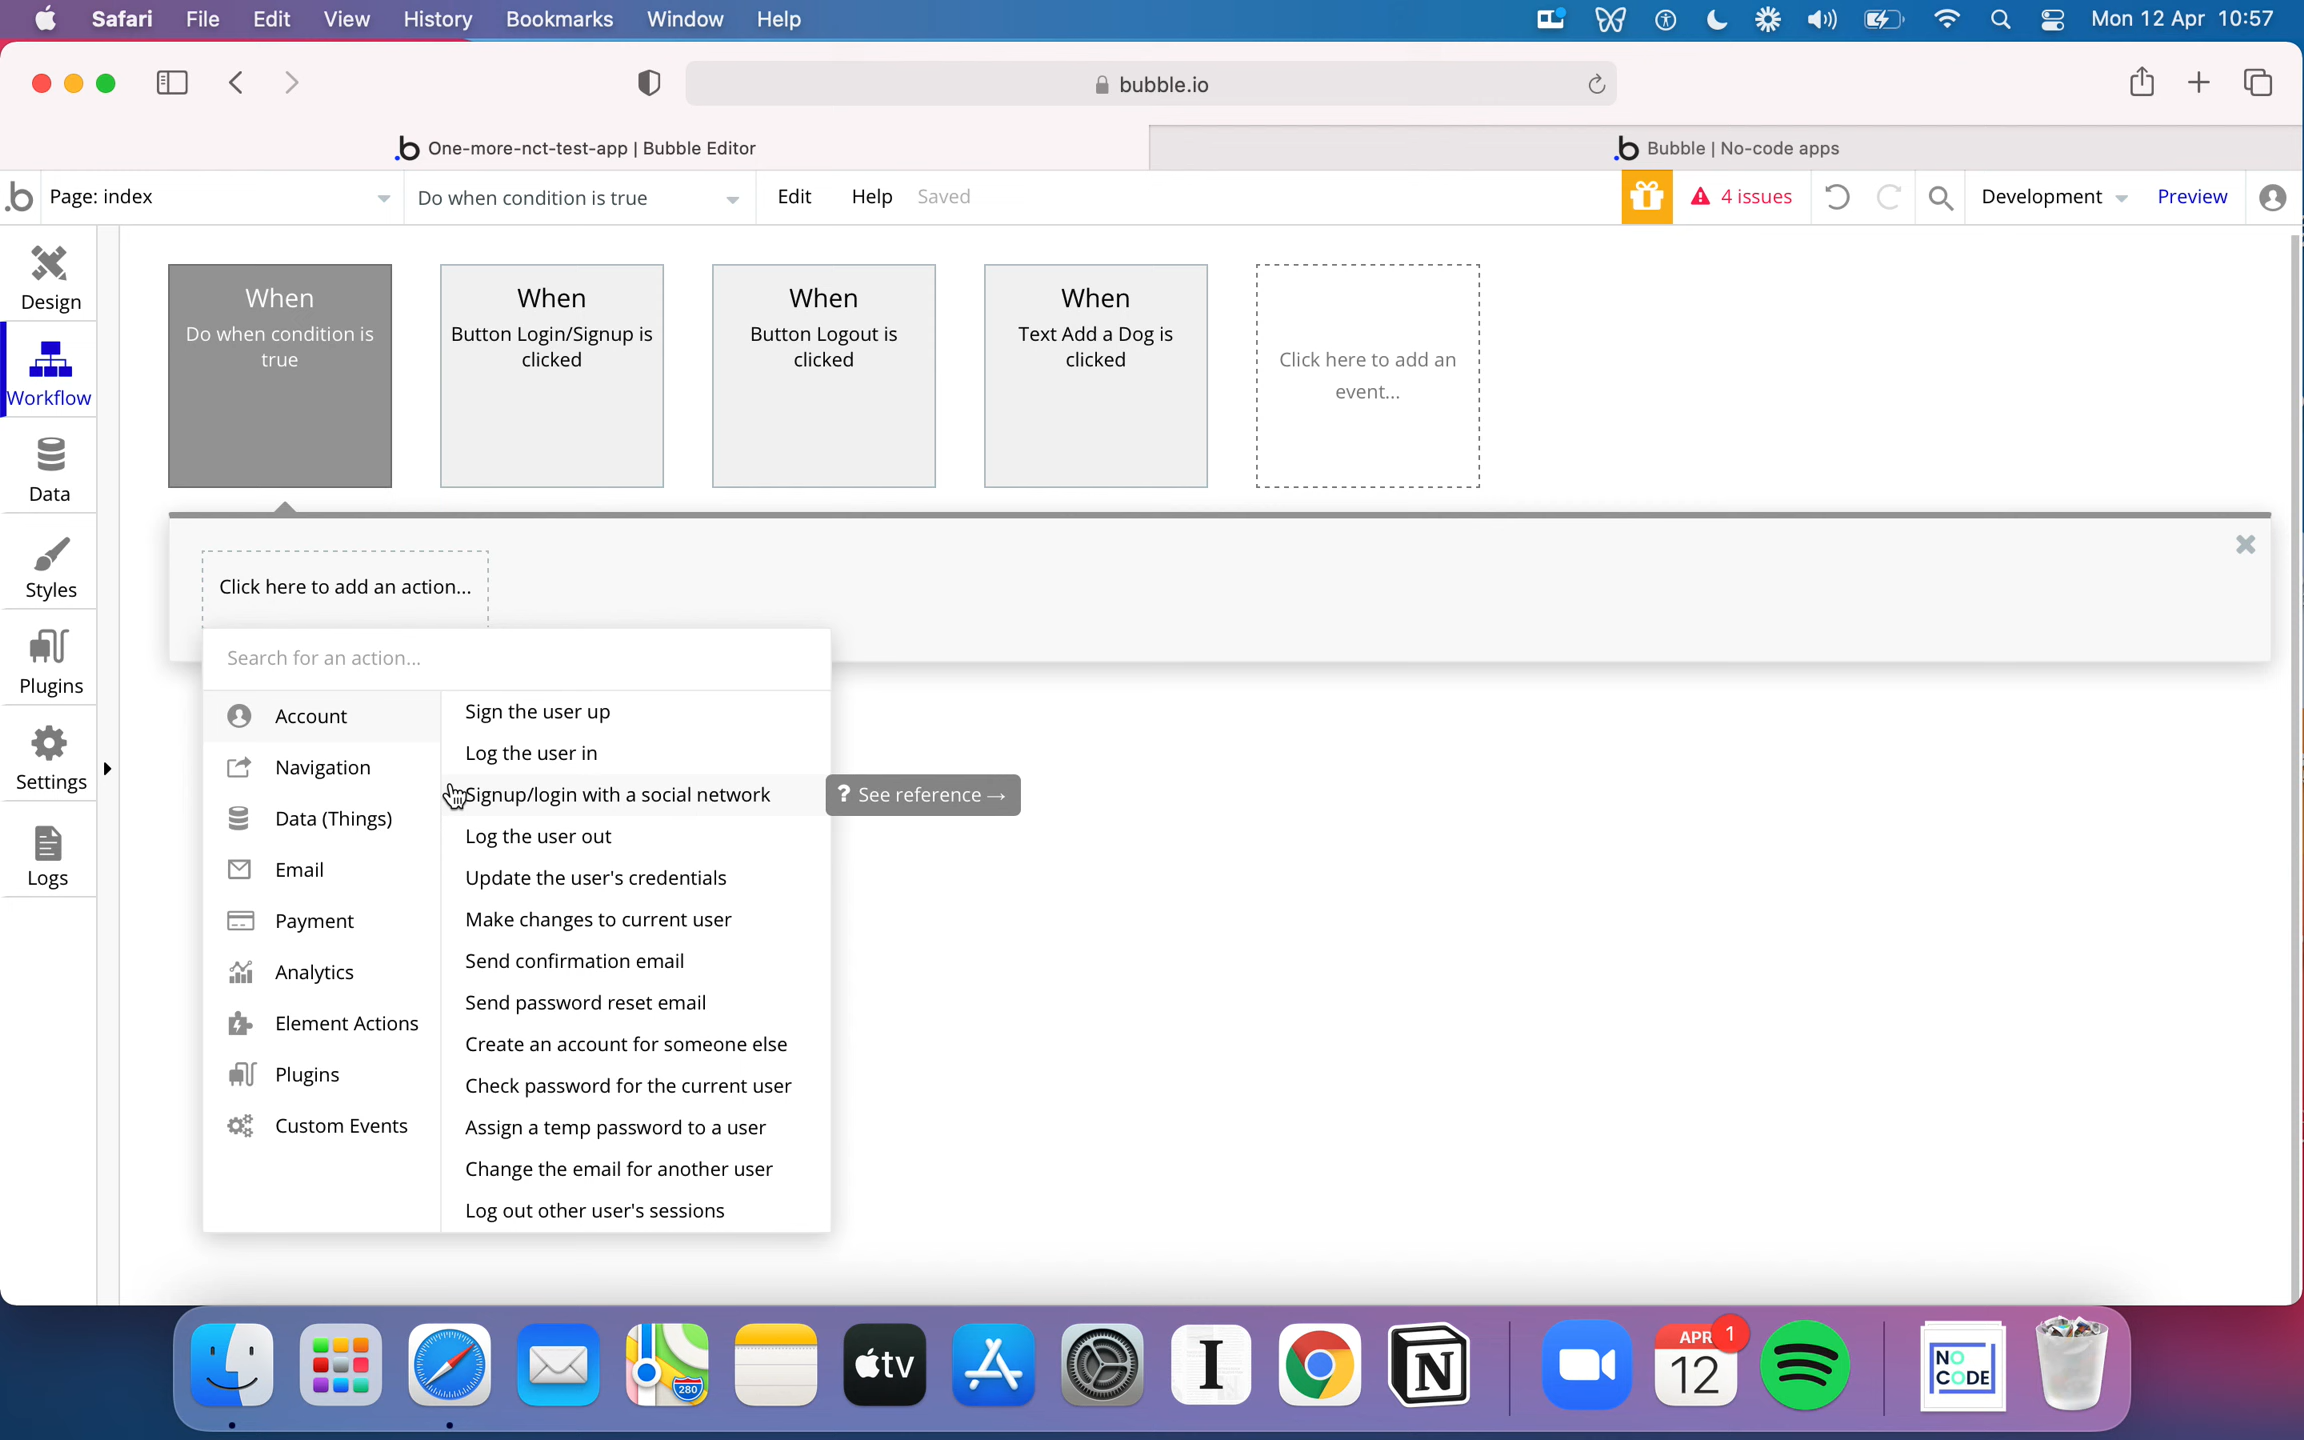 Safari File Edit View History Bookmarks Window Help Mon 12 Apr 10:57
bubble.io
One-more-nct-test-app | Bubble Editor
Bubble | No-code apps
Page: index
Do when condition is true
Edit Help Saved
4 issues
Development
Preview
Design
Workflow
Data
Styles
Plugins
Settings
Logs
When
Do when condition is
true
When
Button Login/Signup is
clicked
When
Button Logout is
clicked
When
Text Add a Dog is
clicked
Click here to add an
event...
Click here to add an action...
Search for an action...
Account
Navigation
Data (Things)
Email
Payment
Analytics
Element Actions
Plugins
Custom Events
Sign the user up
Log the user in
Signup/login with a social network
? See reference →
Log the user out
Update the user's credentials
Make changes to current user
Send confirmation email
Send password reset email
Create an account for someone else
Check password for the current user
Assign a temp password to a user
Change the email for another user
Log out other user's sessions
280
tv
APR
12
1
NO
CODE